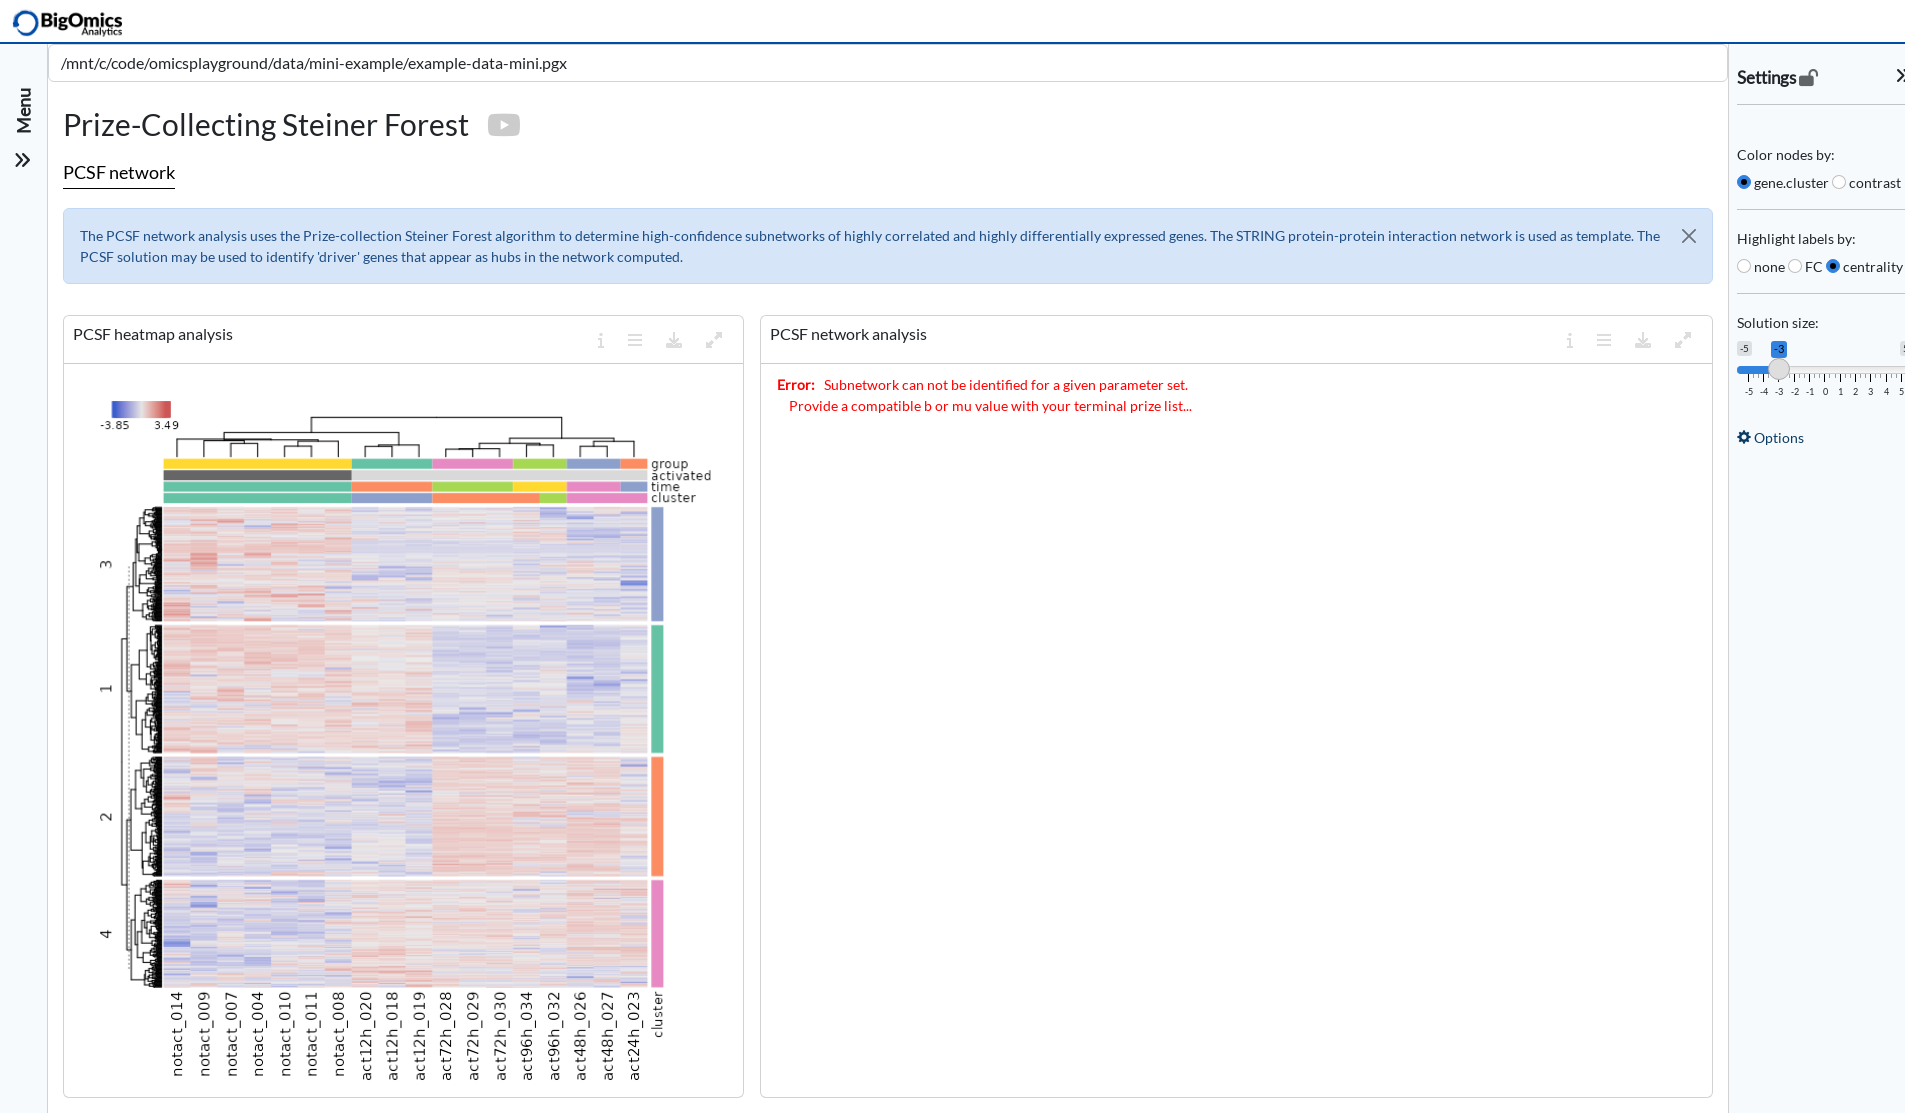 BigOmics
Analytics
/mnt/c/code/omicsplayground/data/mini-example/example-data-mini.pgx
Menu
Prize-Collecting Steiner Forest
PCSF network
The PCSF network analysis uses the Prize-collection Steiner Forest algorithm to determine high-confidence subnetworks of highly correlated and highly differentially expressed genes. The STRING protein-protein interaction network is used as template. The
PCSF solution may be used to identify 'driver' genes that appear as hubs in the network computed.
PCSF heatmap analysis
-3.85 3.49
group
activated
time
cluster
3
1
2
4
notact_014
notact_009
notact_007
notact_004
notact_010
notact_011
notact_008
act12h_020
act12h_018
act12h_019
act72h_028
act72h_029
act72h_030
act96h_034
act96h_032
act48h_026
act48h_027
act24h_023
cluster
PCSF network analysis
Error: Subnetwork can not be identified for a given parameter set.
Provide a compatible b or mu value with your terminal prize list...
Settings
Color nodes by:
gene.cluster contrast
Highlight labels by:
none FC centrality
Solution size:
-5 -3
-5 -4 -3 -2 -1 0 1 2 3 4 5
Options